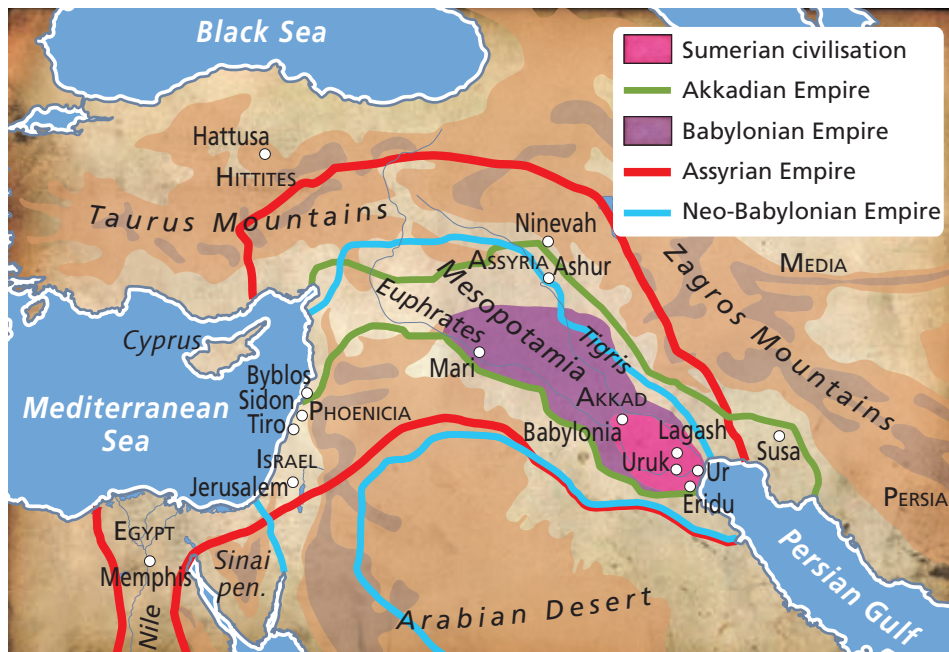 Black Sea
Sumerian civilisation
Akkadian Empire
Babylonian Empire
Assyrian Empire
Neo-Babylonian Empire
Hattusa
HITTITES
Taurus Mountains
Ninevah
ASSYRIA
Ashur
Zagros Mountains
MEDIA
Euphrates
Mesopotamia
Tigris
Cyprus
Mari
Byblos
Sidon
Tiro
PHOENICIA
Mediterranean
Sea
AKKAD
Babylonia
Lagash
Uruk
Ur
Eridu
Susa
ISRAEL
Jerusalem
PERSIA
EGYPT
Memphis
Sinai
pen.
Nile
Arabian Desert
Persian Gulf